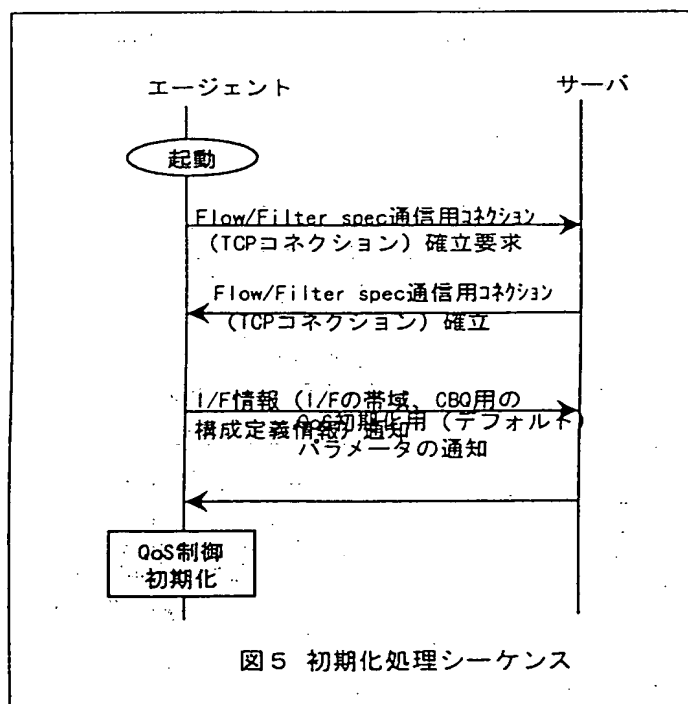 エージェント
サーバ
起動
Flow/Filter spec通信用ｺﾈｸｼｮﾝ
（TCPコネクション）確立要求
Flow/Filter spec通信用ｺﾈｸｼｮﾝ
（TCPコネクション）確立
I/F情報（I/Fの帯域、CBQ用の
構成定義情報）通知
QoS初期化用（デフォルト）
パラメータの通知
QoS制御
初期化
図５ 初期化処理シーケンス